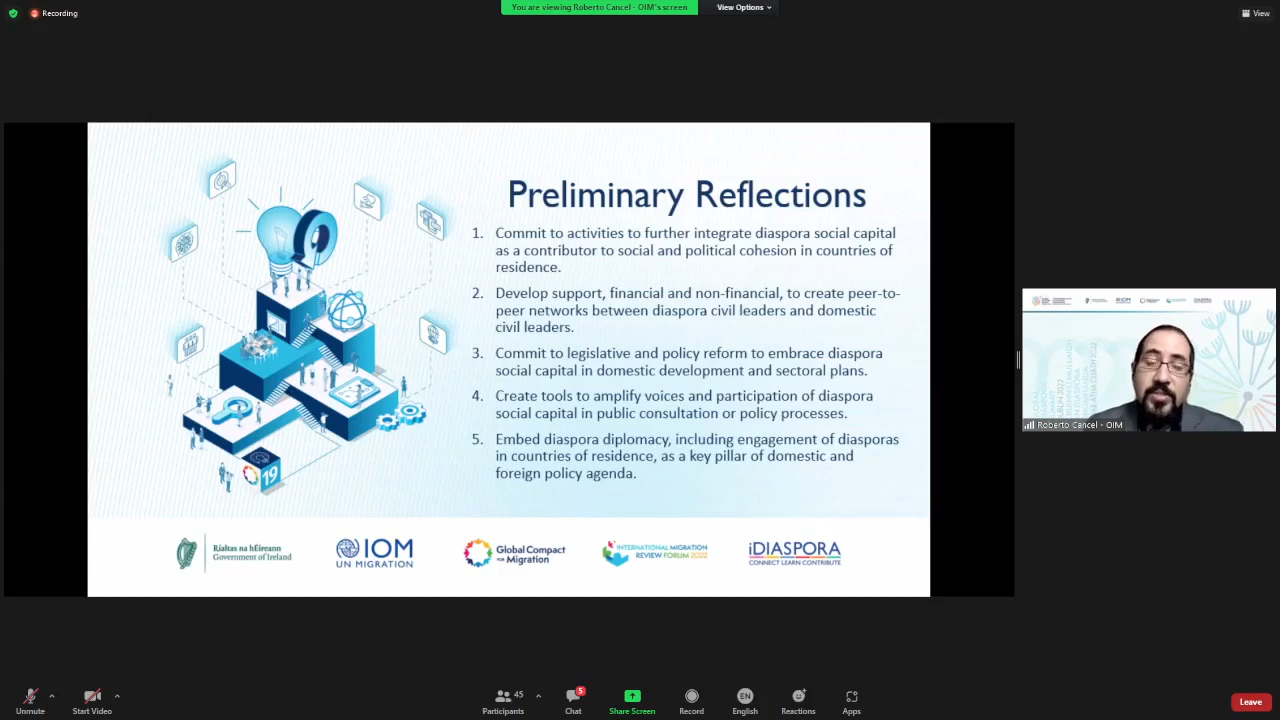 Recording
You are viewing Roberto Cancel - OIM's screen
View Options
View
Preliminary Reflections
1. Commit to activities to further integrate diaspora social capital
as a contributor to social and political cohesion in countries of
residence.
2. Develop support, financial and non-financial, to create peer-to-
peer networks between diaspora civil leaders and domestic
civil leaders.
3. Commit to legislative and policy reform to embrace diaspora
social capital in domestic development and sectoral plans.
4. Create tools to amplify voices and participation of diaspora
social capital in public consultation or policy processes.
5. Embed diaspora diplomacy, including engagement of diasporas
in countries of residence, as a key pillar of domestic and
foreign policy agenda.
19
Rialtas na hÉireann
Government of Ireland
IOM
UN MIGRATION
Global Compact
FOR Migration
INTERNATIONAL MIGRATION
REVIEW FORUM 2022
iDIASPORA
CONNECT LEARN CONTRIBUTE
IOM
Roberto Cancel - OIM
Unmute
Start Video
45
Participants
5
Chat
Share Screen
Record
EN
English
Reactions
Apps
Leave